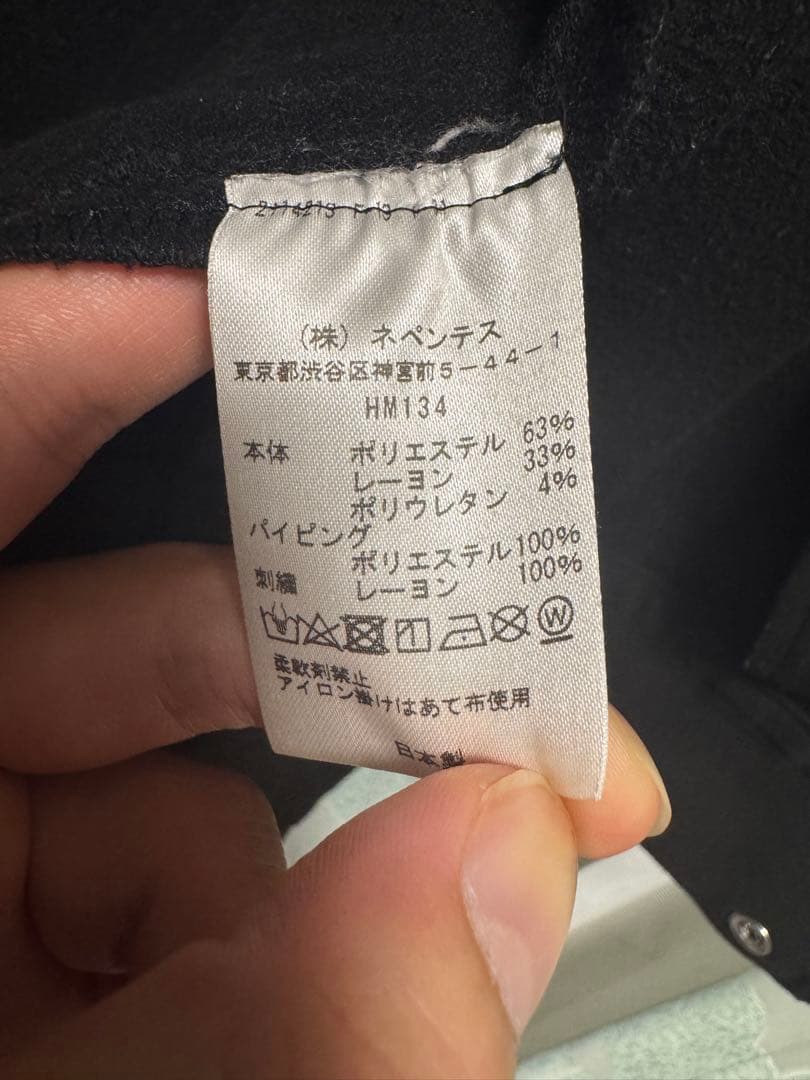 (株) ネペンテス
東京都渋谷区神宮前5-44-1
HM134
本体 ポリエステル 63%
レーヨン 33%
ポリウレタン 4%
パイピング
ポリエステル 100%
刺繍 レーヨン 100%
W
柔軟剤禁止
アイロン掛けはあて布使用
日本製